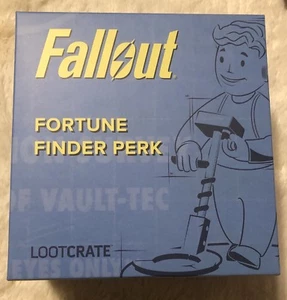 Fallout
FORTUNE
FINDER PERK
OF VAULT-TEC
LOOTCRATE
EYES ONLY